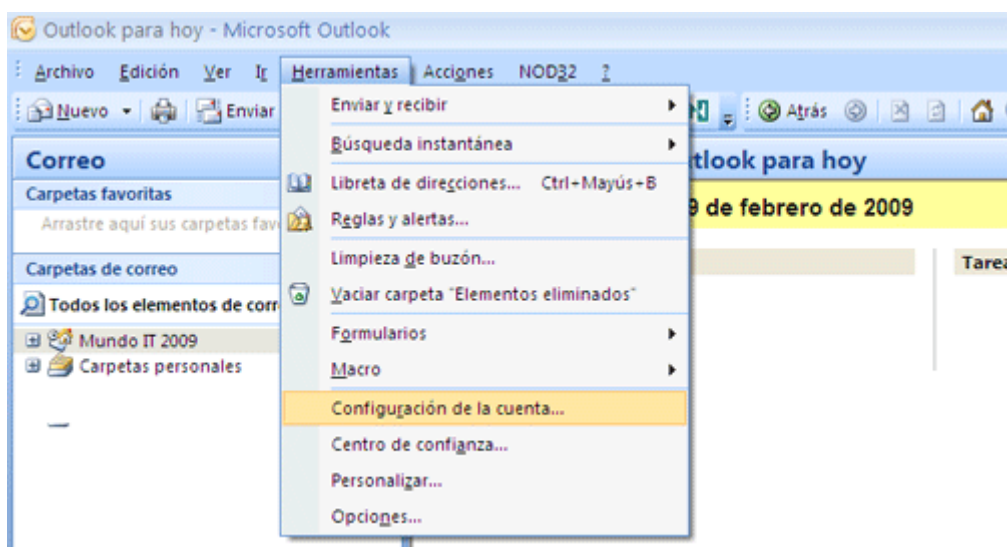 Outlook para hoy - Microsoft Outlook
Archivo Edición Ver Ir Herramientas Acciones NOD32 ?
Nuevo Enviar Atrás
Enviar y recibir
Búsqueda instantánea
Libreta de direcciones... Ctrl+Mayús+B
Reglas y alertas...
Limpieza de buzón...
Vaciar carpeta "Elementos eliminados"
Formularios
Macro
Configuración de la cuenta...
Centro de confianza...
Personalizar...
Opciones...
Correo
Carpetas favoritas
Arrastre aquí sus carpetas fav
Carpetas de correo
Todos los elementos de corr
Mundo IT 2009
Carpetas personales
tlook para hoy
9 de febrero de 2009
Tarea